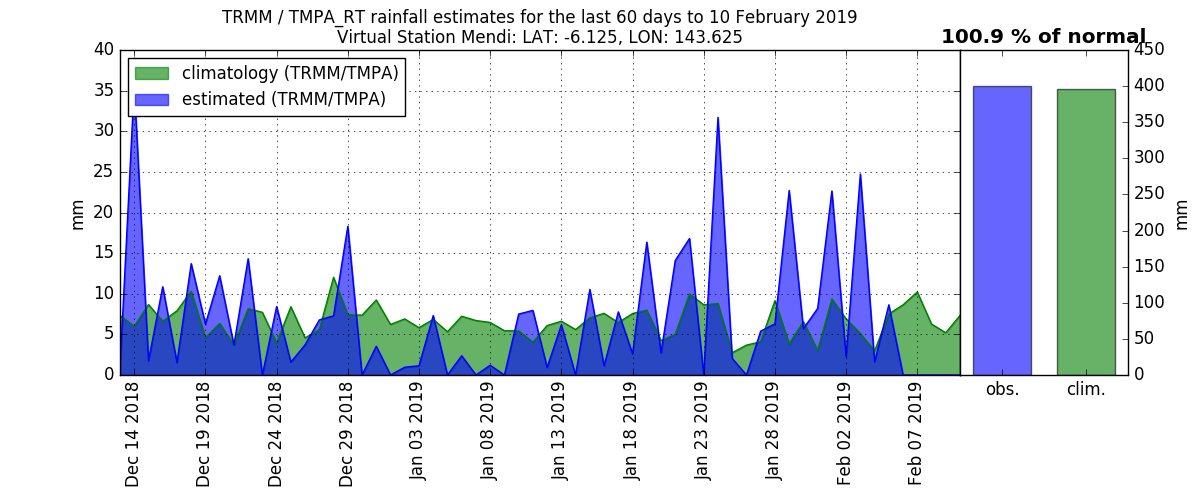 TRMM / TMPA_RT rainfall estimates for the last 60 days to 10 February 2019
Virtual Station Mendi: LAT: -6.125, LON: 143.625
100.9 % of normal
climatology (TRMM/TMPA)
estimated (TRMM/TMPA)
40
35
30
25
20
15
10
5
0
mm
Dec 14 2018
Dec 19 2018
Dec 24 2018
Dec 29 2018
Jan 03 2019
Jan 08 2019
Jan 13 2019
Jan 18 2019
Jan 23 2019
Jan 28 2019
Feb 02 2019
Feb 07 2019
obs.
clim.
450
400
350
300
250
200
150
100
50
0
mm